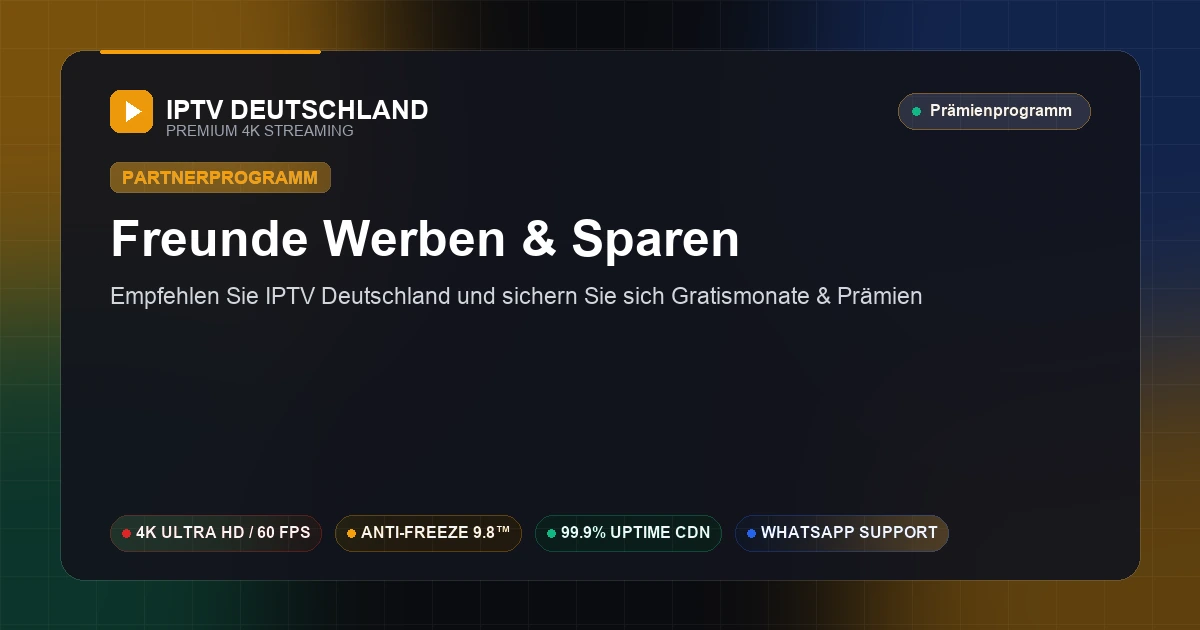 IPTV DEUTSCHLAND
PREMIUM 4K STREAMING
Prämienprogramm
PARTNERPROGRAMM
Freunde Werben & Sparen
Empfehlen Sie IPTV Deutschland und sichern Sie sich Gratismonate & Prämien
4K ULTRA HD / 60 FPS
ANTI-FREEZE 9.8™
99.9% UPTIME CDN
WHATSAPP SUPPORT